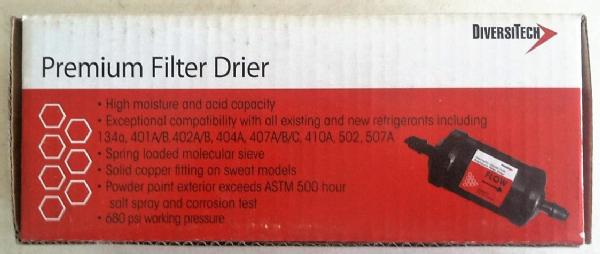 DIVERSITECH
Premium Filter Drier
• High moisture and acid capacity
• Exceptional compatibility with all existing and new refrigerants including
134a, 401A/B, 402A/B, 404A, 407A/B/C, 410A, 502, 507A
• Spring loaded molecular sieve
• Solid copper fitting on sweat models
• Powder paint exterior exceeds ASTM 500 hour
salt spray and corrosion test
• 680 psi working pressure
FLOW